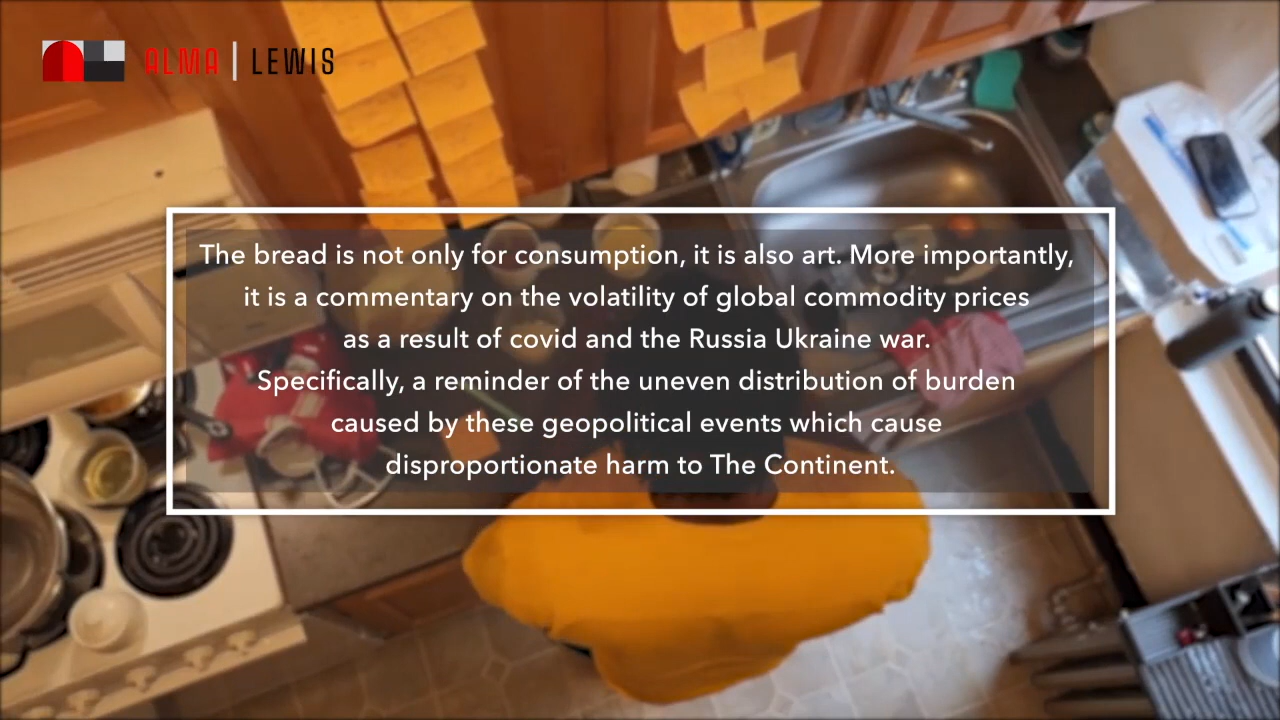 ALMA | LEWIS
The bread is not only for consumption, it is also art. More importantly,
it is a commentary on the volatility of global commodity prices
as a result of covid and the Russia Ukraine war.
Specifically, a reminder of the uneven distribution of burden
caused by these geopolitical events which cause
disproportionate harm to The Continent.